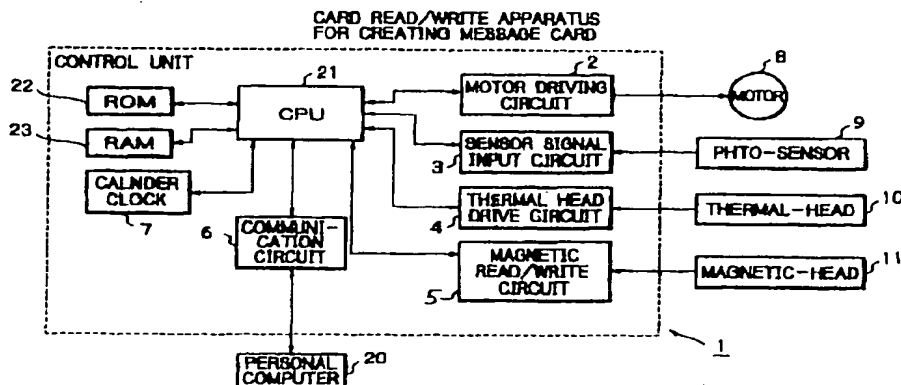 CARD READ/WRITE APPARATUS
FOR CREATING MESSAGE CARD
CONTROL UNIT
21
2
8
22
ROM
CPU
MOTOR DRIVING
CIRCUIT
MOTOR
23
RAM
9
SENSOR SIGNAL
INPUT CIRCUIT
3
PHTO-SENSOR
CALNDER
CLOCK
7
THERMAL HEAD
DRIVE CIRCUIT
4
THERMAL-HEAD
10
6
COMMUNI-
CATION
CIRCUIT
MAGNETIC
READ/WRITE
CIRCUIT
5
MAGNETIC-HEAD
11
1
PERSONAL
COMPUTER
20